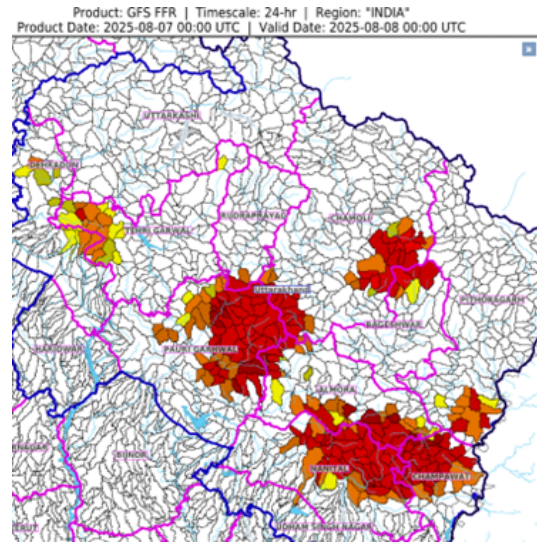 Product: GFS FFR | Timescale: 24-hr | Region: "INDIA"
Product Date: 2025-08-07 00:00 UTC | Valid Date: 2025-08-08 00:00 UTC
UTTARKASHI
DEHRADUN
RUDRAPRAYAG
CHAMOLI
TEHRI GARWAL
Uttarakhand
PITHORAGARH
BAGESHWAR
HARIDWAR
PAURI GARHWAL
ALMORA
BIJNOR
NAINITAL
CHAMPAWAT
UDHAM SINGH NAGAR